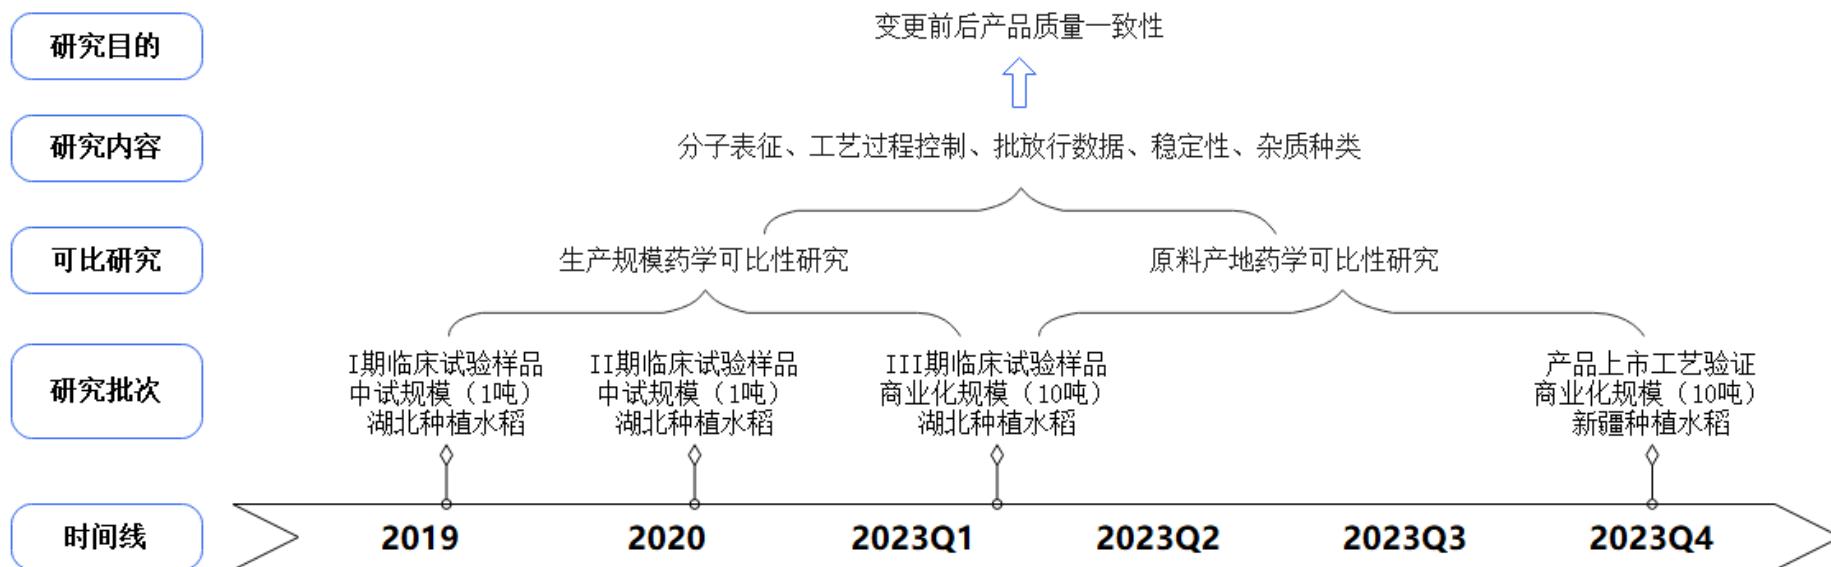 研究目的
变更前后产品质量一致性
研究内容
分子表征、工艺过程控制、批放行数据、稳定性、杂质种类
可比研究
生产规模药学可比性研究
原料产地药学可比性研究
研究批次
I期临床试验样品
中试规模（1吨）
湖北种植水稻
II期临床试验样品
中试规模（1吨）
湖北种植水稻
III期临床试验样品
商业化规模（10吨）
湖北种植水稻
产品上市工艺验证
商业化规模（10吨）
新疆种植水稻
时间线
2019
2020
2023Q1
2023Q2
2023Q3
2023Q4